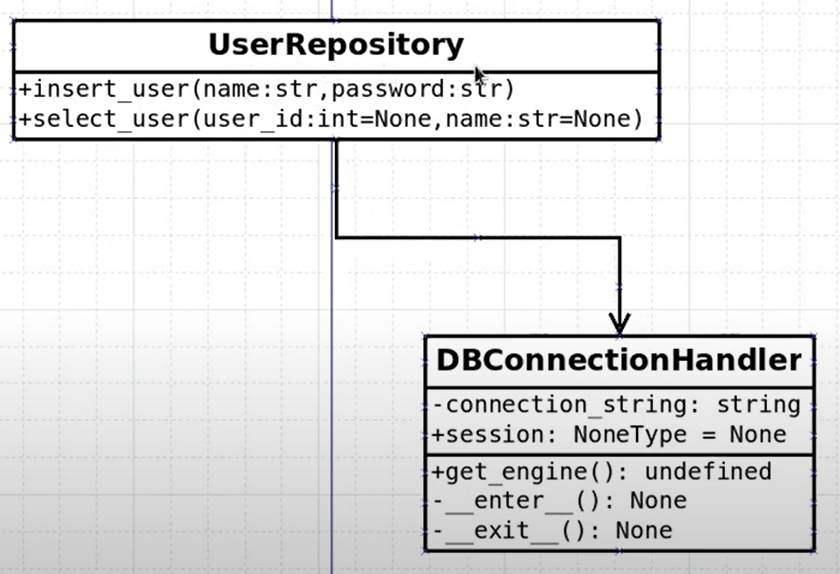 UserRepository
+insert_user(name:str,password:str)
+select_user(user_id:int=None,name:str=None)
DBConnectionHandler
-connection_string: string
+session: NoneType = None
+get_engine(): undefined
-__enter__(): None
-__exit__(): None